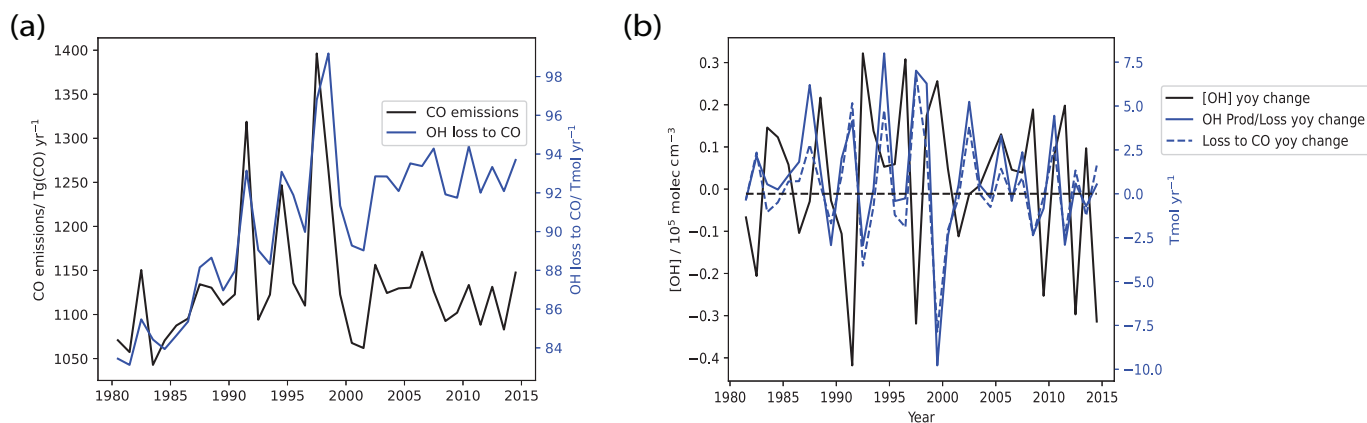 (a)
1400
1350
1300
1250
1200
1150
1100
1050
CO emissions/ Tg(CO) yr⁻¹
CO emissions
OH loss to CO
98
96
94
92
90
88
86
84
OH loss to CO/ Tmol yr⁻¹
1980 1985 1990 1995 2000 2005 2010 2015
(b)
0.3
0.2
0.1
0.0
−0.1
−0.2
−0.3
−0.4
[OH] / 10⁵ molec cm⁻³
7.5
5.0
2.5
0.0
−2.5
−5.0
−7.5
−10.0
Tmol yr⁻¹
1980 1985 1990 1995 2000 2005 2010 2015
Year
[OH] yoy change
OH Prod/Loss yoy change
Loss to CO yoy change